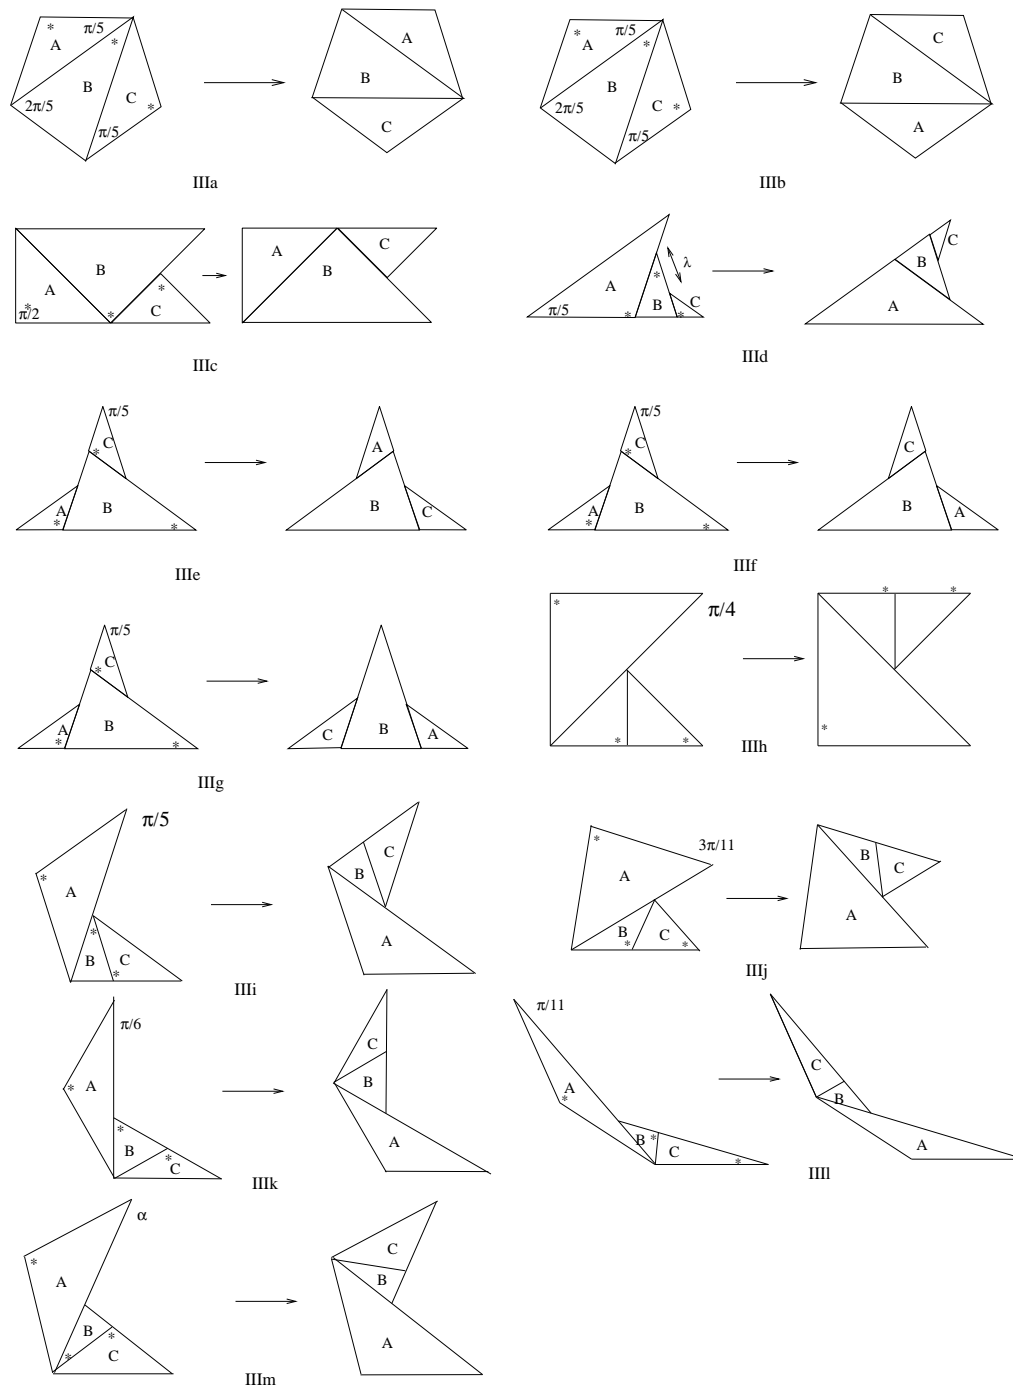 * A π/5 * B * C 2π/5 π/5 A B C
IIIa
* A π/5 * B C * 2π/5 π/5 C B A
IIIb
B A * π/2 * * C A B C
IIIc
A π/5 * λ * B C * B C A
IIId
π/5 C * A * B * A B C
IIIe
π/5 C * A * B * C B A
IIIf
π/5 C * A * B * C B A
IIIg
* π/4 * * * * *
IIIh
π/5 * A * B C * C B A
IIIi
* 3π/11 A B * C * B C A
IIIj
π/6 A * * B * C C B A
IIIk
π/11 A * B * C * C B A
IIIl
α * A B * * C C B A
IIIm